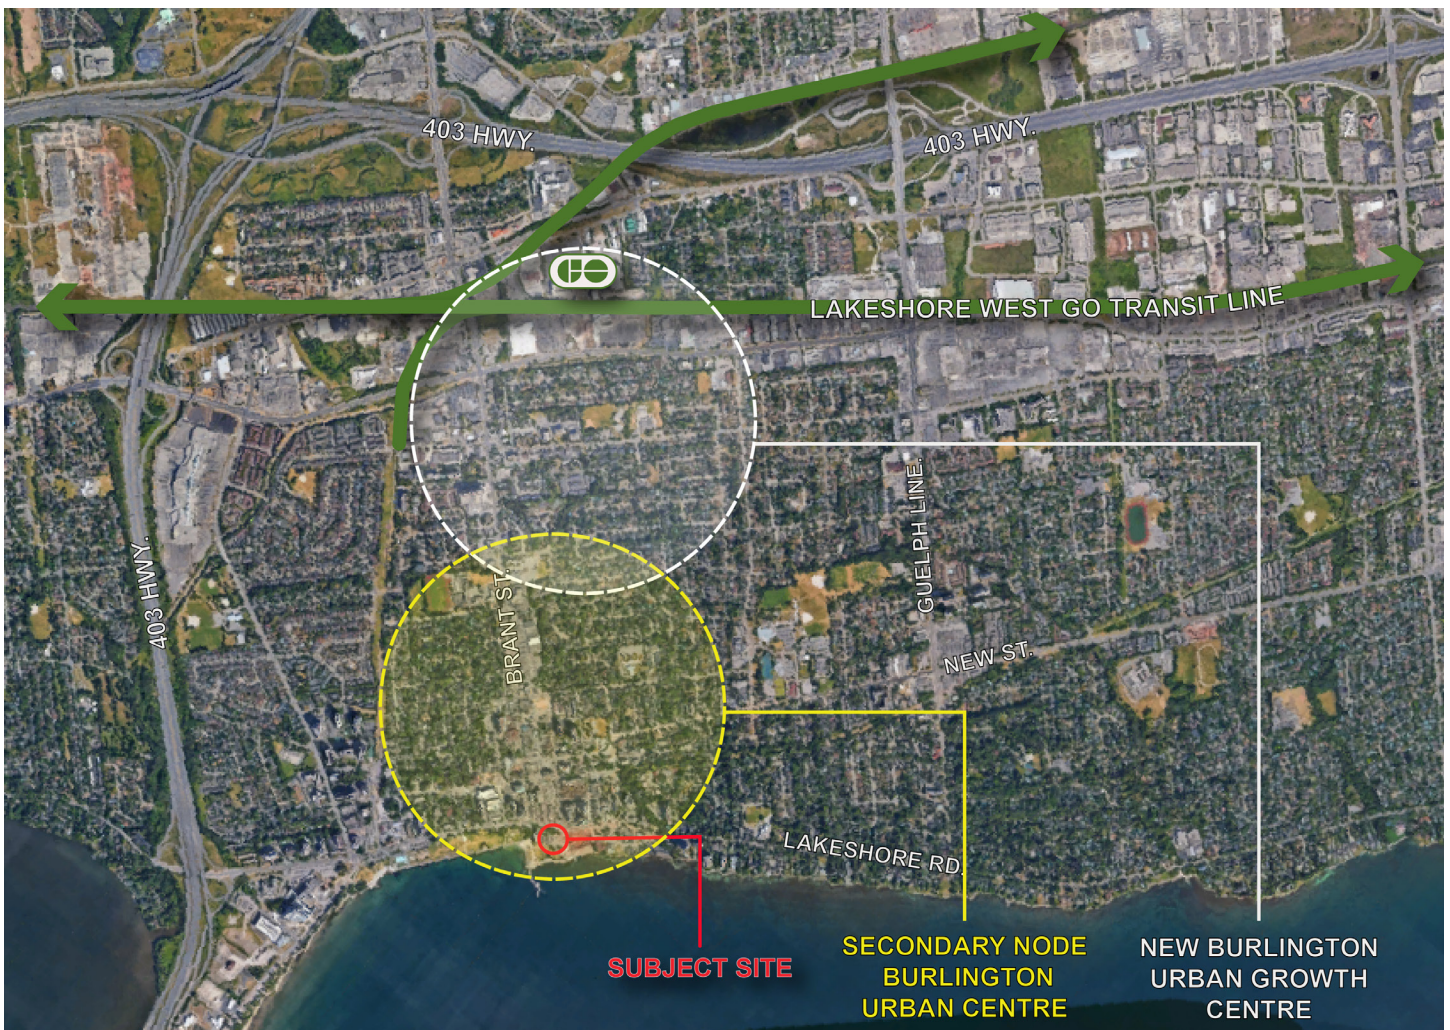 403 HWY.
403 HWY.
GO
LAKESHORE WEST GO TRANSIT LINE
GUELPH LINE.
403 HWY.
BRANT ST.
NEW ST.
LAKESHORE RD.
SUBJECT SITE
SECONDARY NODE
BURLINGTON
URBAN CENTRE
NEW BURLINGTON
URBAN GROWTH
CENTRE